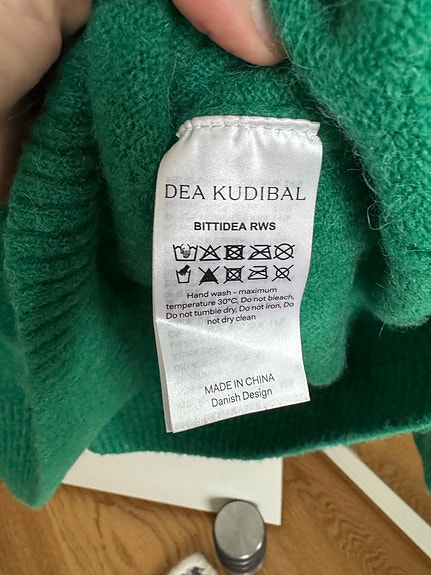 DEA KUDIBAL
BITTIDEA RWS
Hand wash - maximum
temperature 30°C, Do not bleach,
Do not tumble dry, Do not iron, Do
not dry clean
MADE IN CHINA
Danish Design